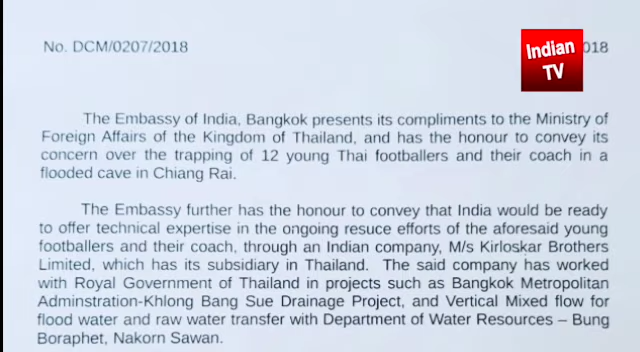 No. DCM/0207/2018
Indian
TV
018
The Embassy of India, Bangkok presents its compliments to the Ministry of
Foreign Affairs of the Kingdom of Thailand, and has the honour to convey its
concern over the trapping of 12 young Thai footballers and their coach in a
flooded cave in Chiang Rai.
The Embassy further has the honour to convey that India would be ready
to offer technical expertise in the ongoing resuce efforts of the aforesaid young
footballers and their coach, through an Indian company, M/s Kirloskar Brothers
Limited, which has its subsidiary in Thailand. The said company has worked
with Royal Government of Thailand in projects such as Bangkok Metropolitan
Adminstration-Khlong Bang Sue Drainage Project, and Vertical Mixed flow for
flood water and raw water transfer with Department of Water Resources – Bung
Boraphet, Nakorn Sawan.